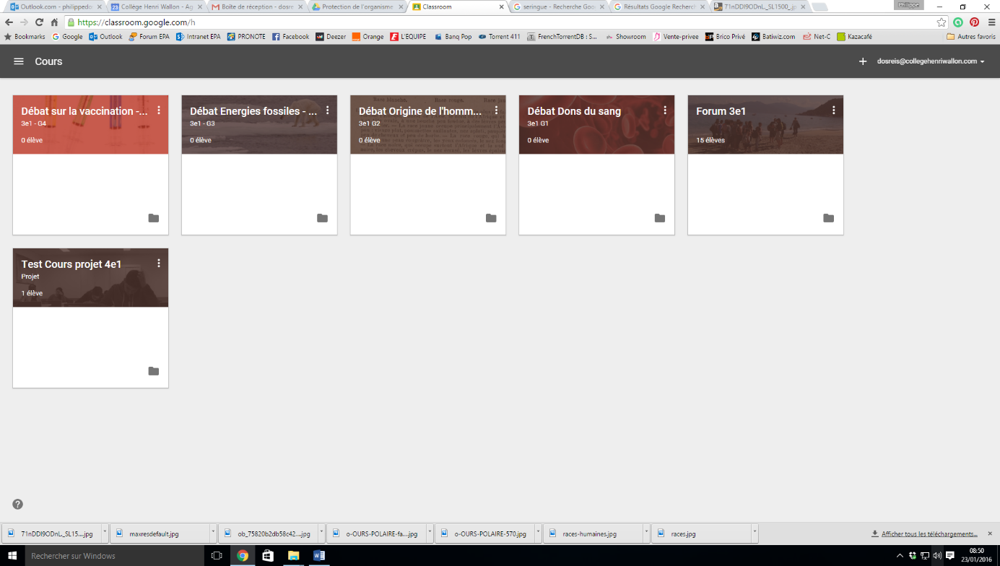 Outlook.com - philippedos
Collège Henri Wallon - Ag
Boîte de réception - dosre
Protection de l'organisme
Classroom
seringue - Recherche Goo
Résultats Google Recherch
71nDDI9ODnL._SL1500_.jp
Philippe
https://classroom.google.com/h
Bookmarks
Google
Outlook
Forum EPA
Intranet EPA
PRONOTE
Facebook
Deezer
Orange
L'EQUIPE
Banq Pop
Torrent 411
FrenchTorrentDB : S...
Showroom
Vente-privee
Brico Privé
Batiwiz.com
Net-C
Kazacafé
Autres favoris
Cours
dosreis@collegehenriwallon.com
Débat sur la vaccination -...
3e1 - G4
0 élève
Débat Energies fossiles - ...
3e1 - G3
0 élève
Débat Origine de l'homm...
3e1 G2
0 élève
Débat Dons du sang
3e1 G1
0 élève
Forum 3e1
15 élèves
Test Cours projet 4e1
Projet
1 élève
71nDDI9ODnL._SL15....jpg
maxresdefault.jpg
ob_75820b2db58c42....jpg
o-OURS-POLAIRE-fa....jpg
o-OURS-POLAIRE-570.jpg
races-humaines.jpg
races.jpg
Afficher tous les téléchargements...
Rechercher sur Windows
08:50
23/01/2016